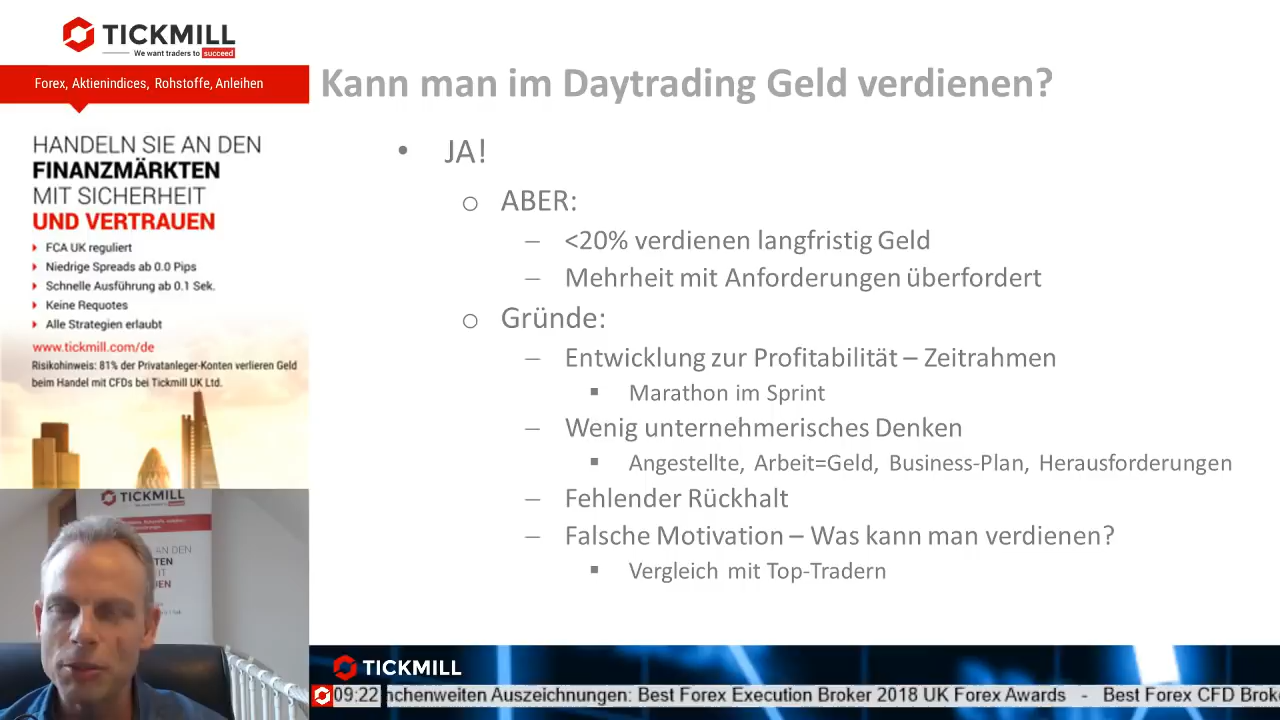 TICKMILL
We want traders to succeed
Forex, Aktienindices, Rohstoffe, Anleihen
HANDELN SIE AN DEN
FINANZMÄRKTEN
MIT SICHERHEIT
UND VERTRAUEN
FCA UK reguliert
Niedrige Spreads ab 0.0 Pips
Schnelle Ausführung ab 0.1 Sek.
Keine Requotes
Alle Strategien erlaubt
www.tickmill.com/de
Risikohinweis: 81% der Privatanleger-Konten verlieren Geld
beim Handel mit CFDs bei Tickmill UK Ltd.
Kann man im Daytrading Geld verdienen?
• JA!
o ABER:
– <20% verdienen langfristig Geld
– Mehrheit mit Anforderungen überfordert
o Gründe:
– Entwicklung zur Profitabilität – Zeitrahmen
▪ Marathon im Sprint
– Wenig unternehmerisches Denken
▪ Angestellte, Arbeit=Geld, Business-Plan, Herausforderungen
– Fehlender Rückhalt
– Falsche Motivation – Was kann man verdienen?
▪ Vergleich mit Top-Tradern
TICKMILL
AN DEN
TICKMILL
09:22 nchenweiten Auszeichnungen: Best Forex Execution Broker 2018 UK Forex Awards - Best Forex CFD Broke